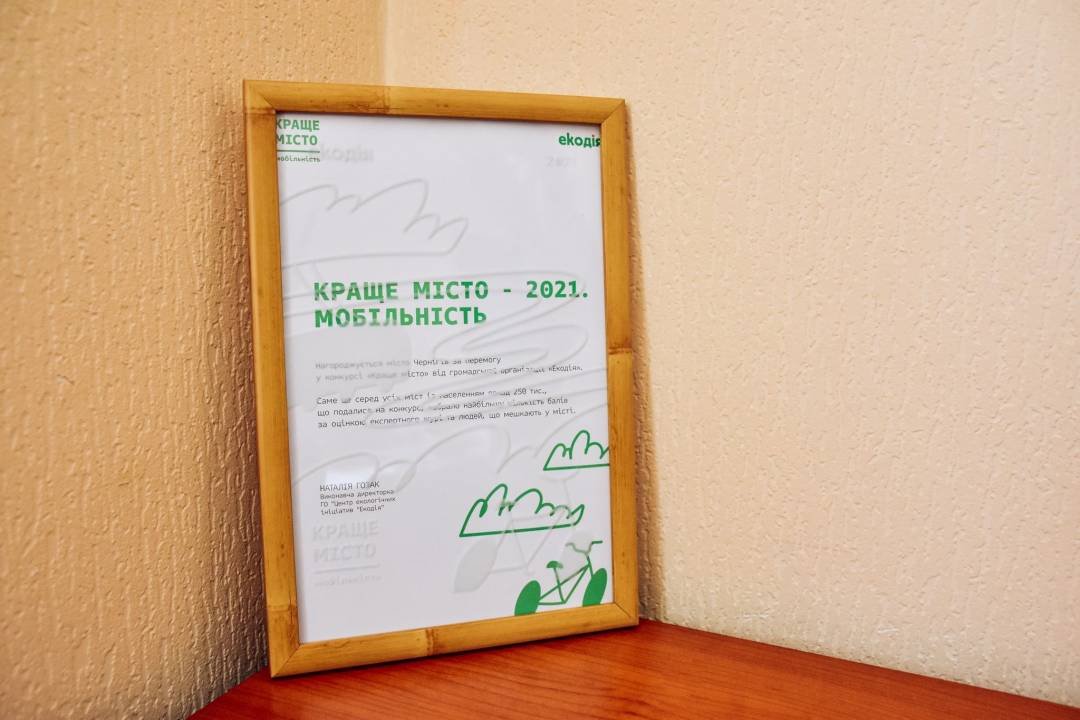 КРАЩЕ
МІСТО
мобільність
екодія
екодія
2021
КРАЩЕ МІСТО - 2021.
МОБІЛЬНІСТЬ
Нагороджується місто Чернігів за перемогу
у конкурсі «Краще місто» від громадської організації «Екодія».
Саме це серед усіх міст із населенням понад 250 тис.,
що подалися на конкурс, набрало найбільшу кількість балів
за оцінкою експертного журі та людей, що мешкають у місті.
НАТАЛІЯ ГОЗАК
Виконавча директорка
ГО "Центр екологічних
ініціатив "Екодія"
КРАЩЕ
МІСТО
мобільність